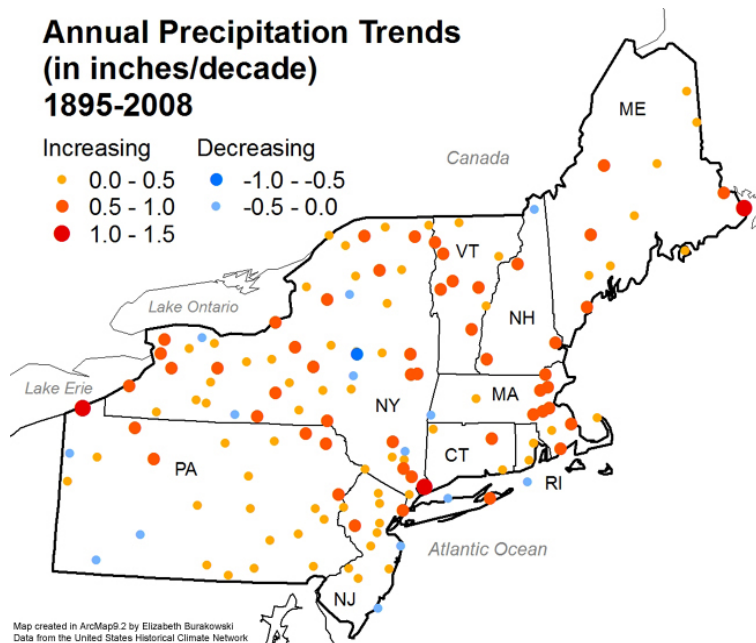 Annual Precipitation Trends
(in inches/decade)
1895-2008
Increasing
0.0 - 0.5
0.5 - 1.0
1.0 - 1.5
Decreasing
-1.0 - -0.5
-0.5 - 0.0
ME
Canada
VT
Lake Ontario
NH
Lake Erie
MA
NY
CT
PA
RI
Atlantic Ocean
NJ
Map created in ArcMap9.2 by Elizabeth Burakowski
Data from the United States Historical Climate Network